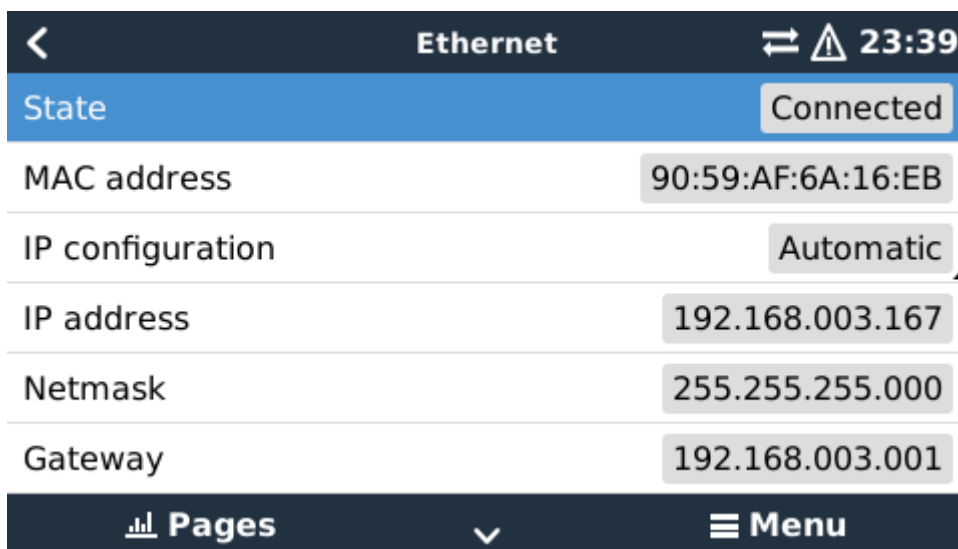 Ethernet 23:39
State Connected
MAC address 90:59:AF:6A:16:EB
IP configuration Automatic
IP address 192.168.003.167
Netmask 255.255.255.000
Gateway 192.168.003.001
Pages Menu